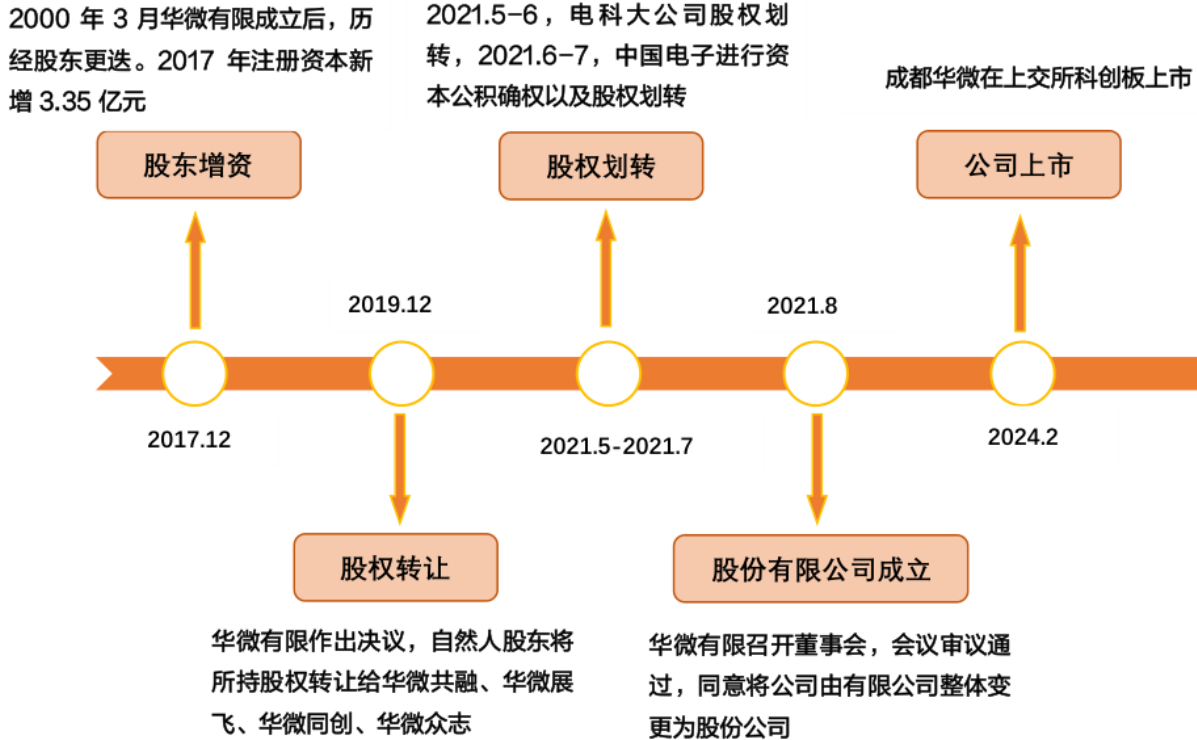 2000 年 3 月华微有限成立后，历
经股东更迭。2017 年注册资本新
增 3.35 亿元
2021.5-6，电科大公司股权划
转，2021.6-7，中国电子进行资
本公积确权以及股权划转
成都华微在上交所科创板上市
股东增资
股权划转
公司上市
2019.12
2021.8
2017.12
2021.5-2021.7
2024.2
股权转让
股份有限公司成立
华微有限作出决议，自然人股东将
所持股权转让给华微共融、华微展
飞、华微同创、华微众志
华微有限召开董事会，会议审议通
过，同意将公司由有限公司整体变
更为股份公司